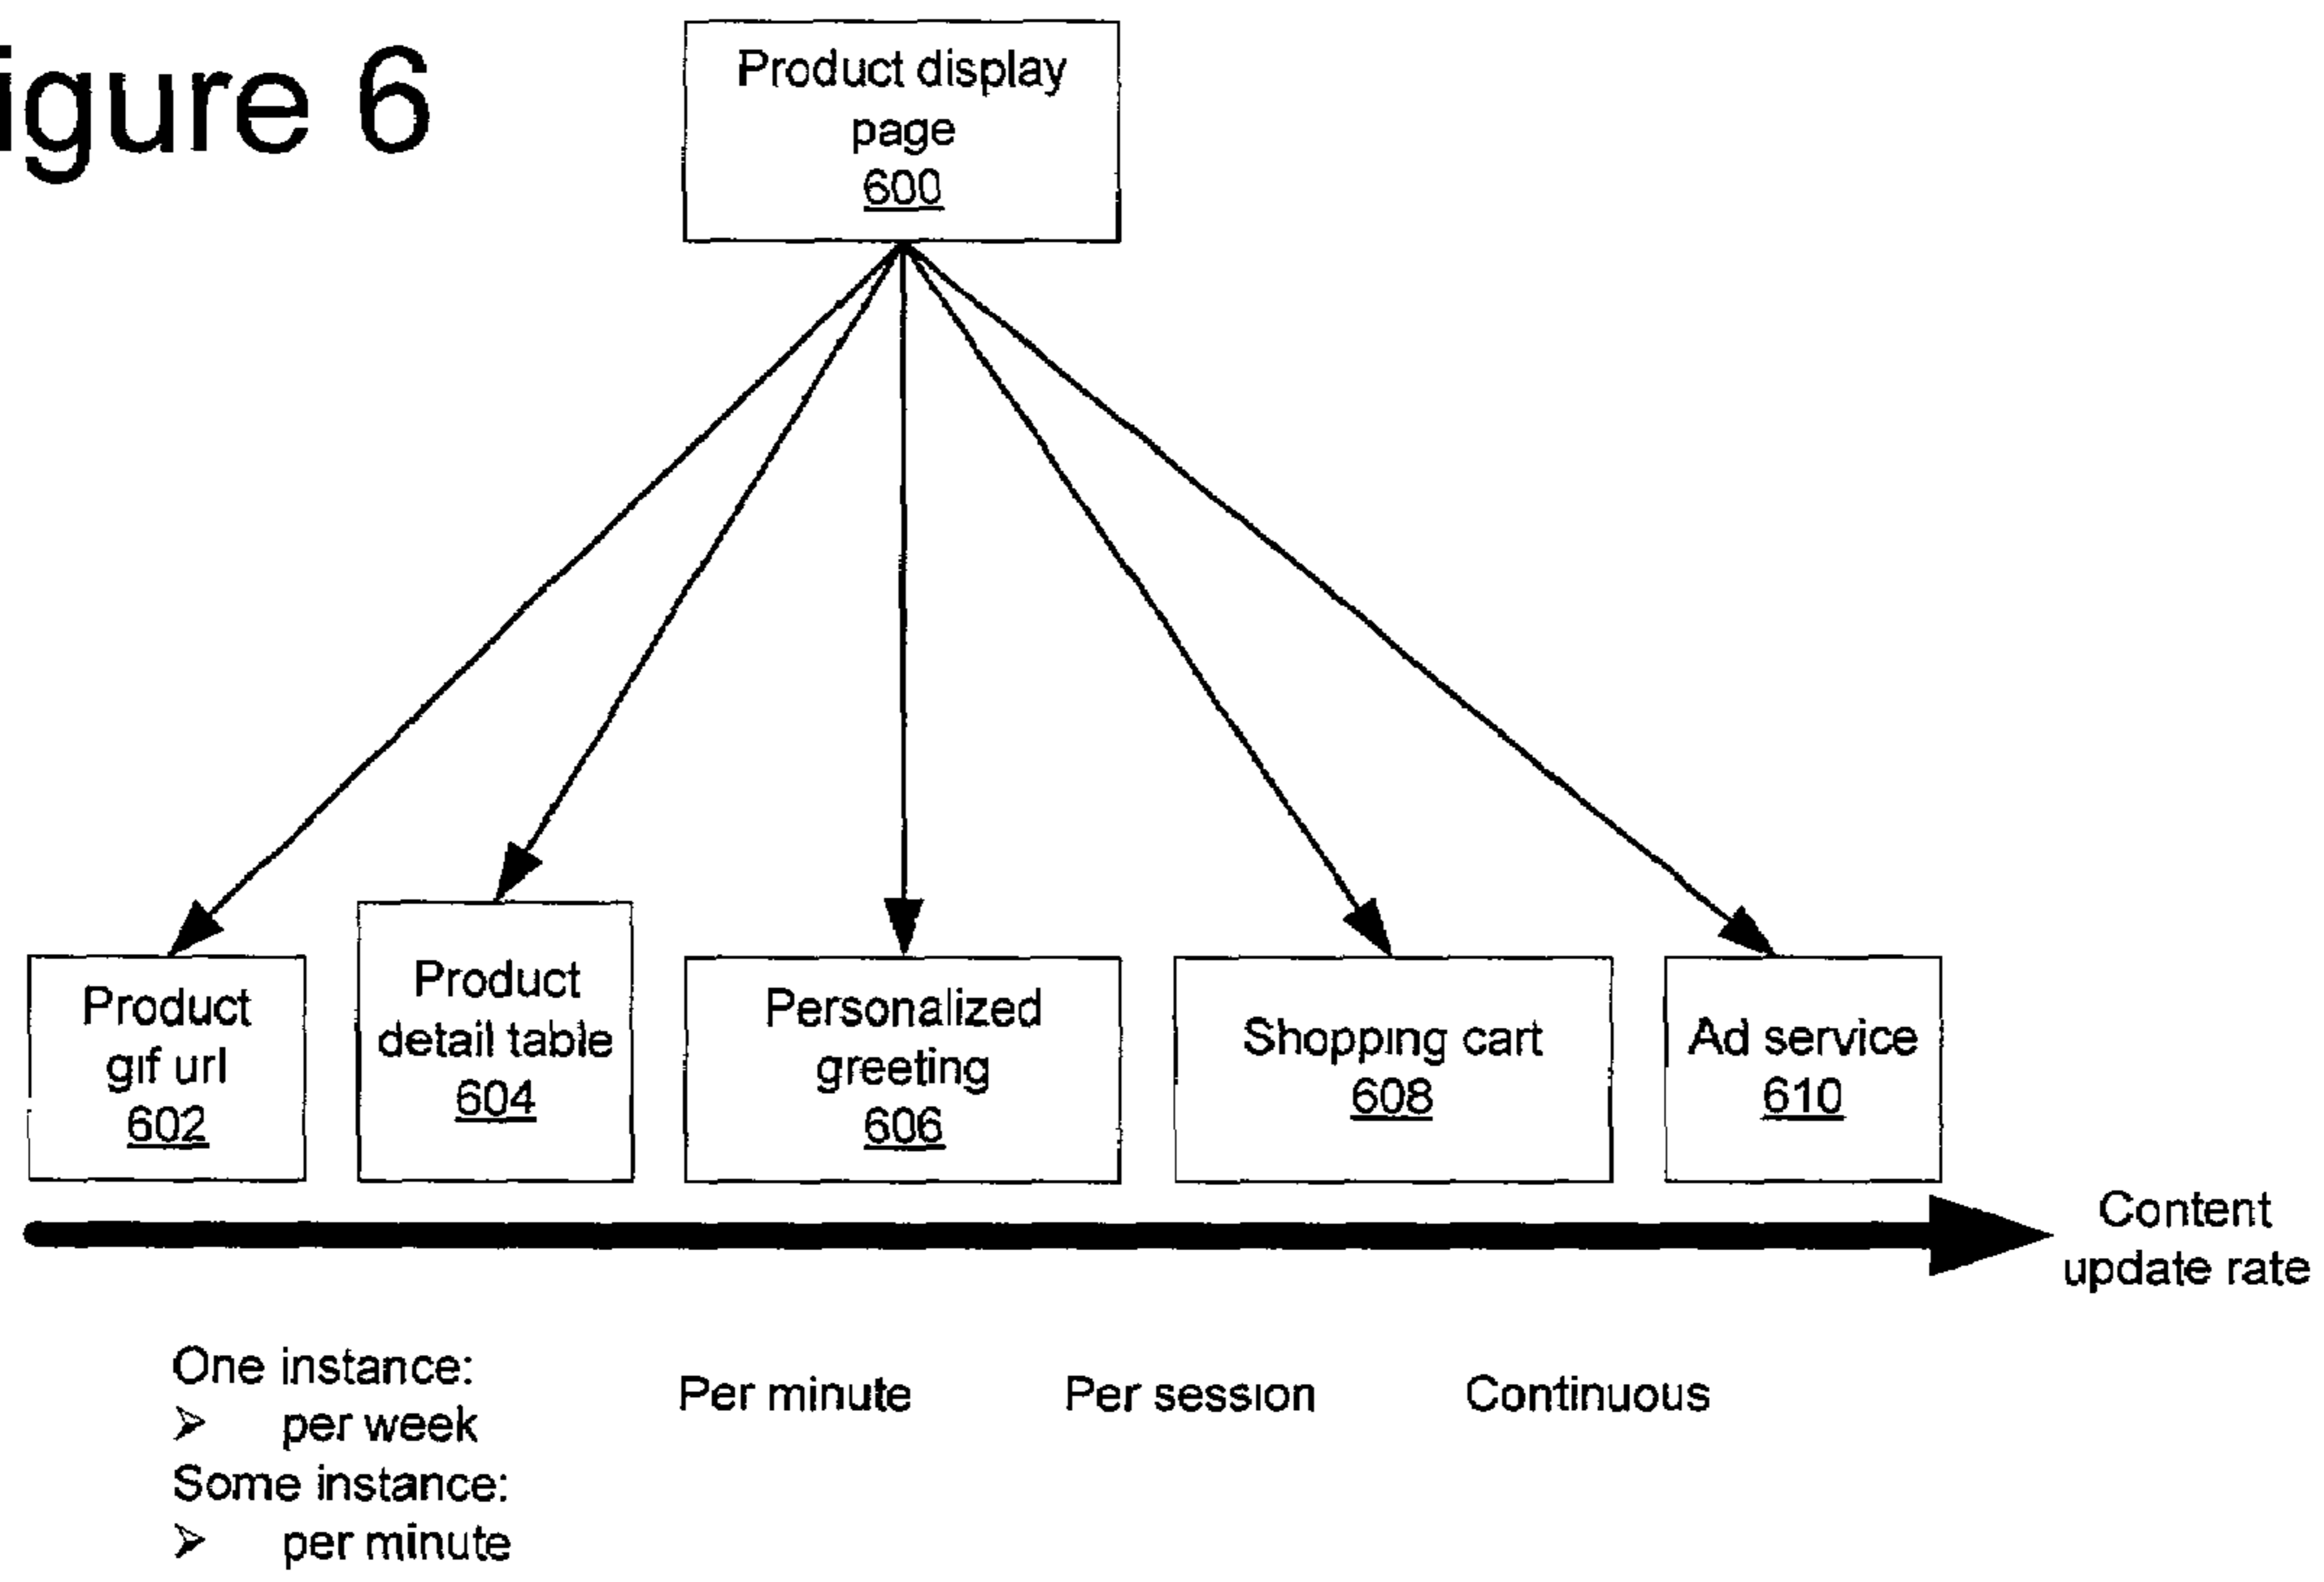 igure 6
Product display
page
600
Product
gif url
602
Product
detail table
604
Personalized
greeting
606
Shopping cart
608
Ad service
610
Content
update rate
One instance:
➢ per week
Some instance:
➢ per minute
Per minute
Per session
Continuous